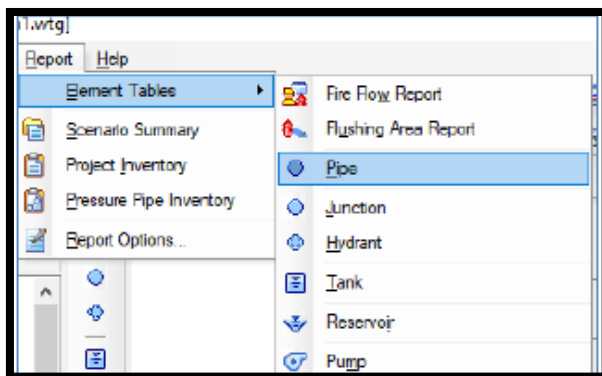 1.wtg]
Report Help
Element Tables
Scenario Summary
Project Inventory
Pressure Pipe Inventory
Report Options...
Fire Flow Report
Flushing Area Report
Pipe
Junction
Hydrant
Tank
Reservoir
Pump